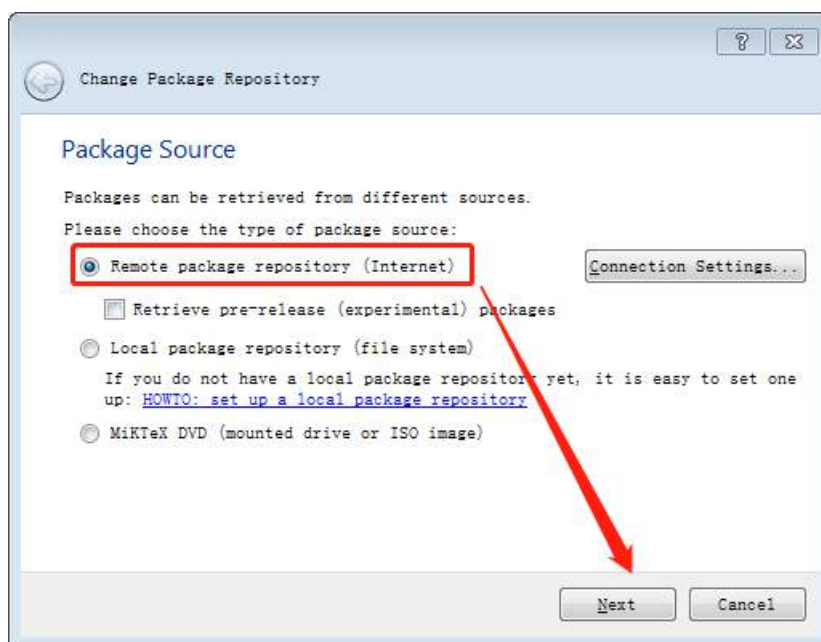 Change Package Repository
Package Source
Packages can be retrieved from different sources.
Please choose the type of package source:
Remote package repository (Internet)
Connection Settings...
Retrieve pre-release (experimental) packages
Local package repository (file system)
If you do not have a local package repository yet, it is easy to set one
up: HOWTO: set up a local package repository
MiKTeX DVD (mounted drive or ISO image)
Next
Cancel